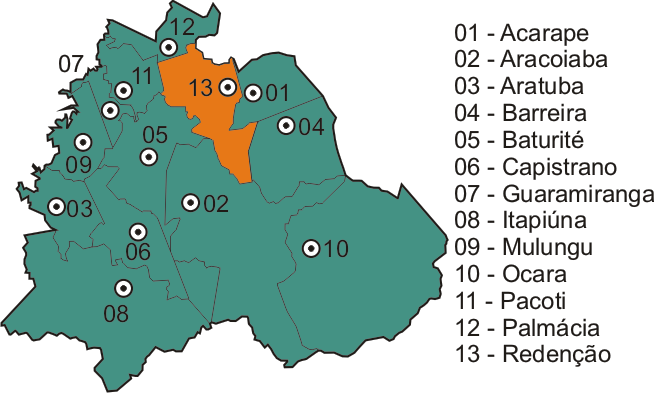 12
07
11
13
01
04
05
09
03
02
06
10
08
01 - Acarape
02 - Aracoiaba
03 - Aratuba
04 - Barreira
05 - Baturité
06 - Capistrano
07 - Guaramiranga
08 - Itapiúna
09 - Mulungu
10 - Ocara
11 - Pacoti
12 - Palmácia
13 - Redenção